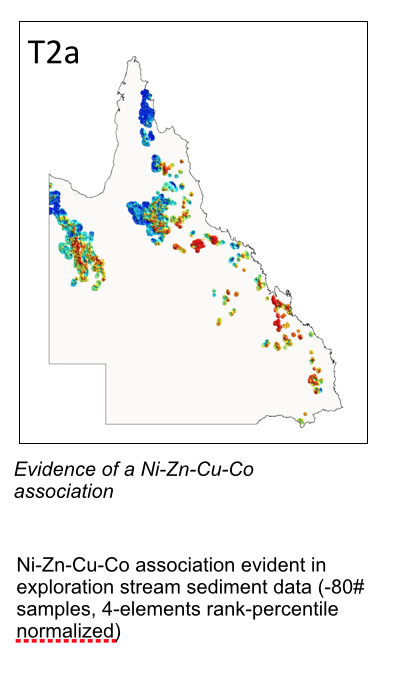 T2a
Evidence of a Ni-Zn-Cu-Co
association
Ni-Zn-Cu-Co association evident in
exploration stream sediment data (-80#
samples, 4-elements rank-percentile
normalized)